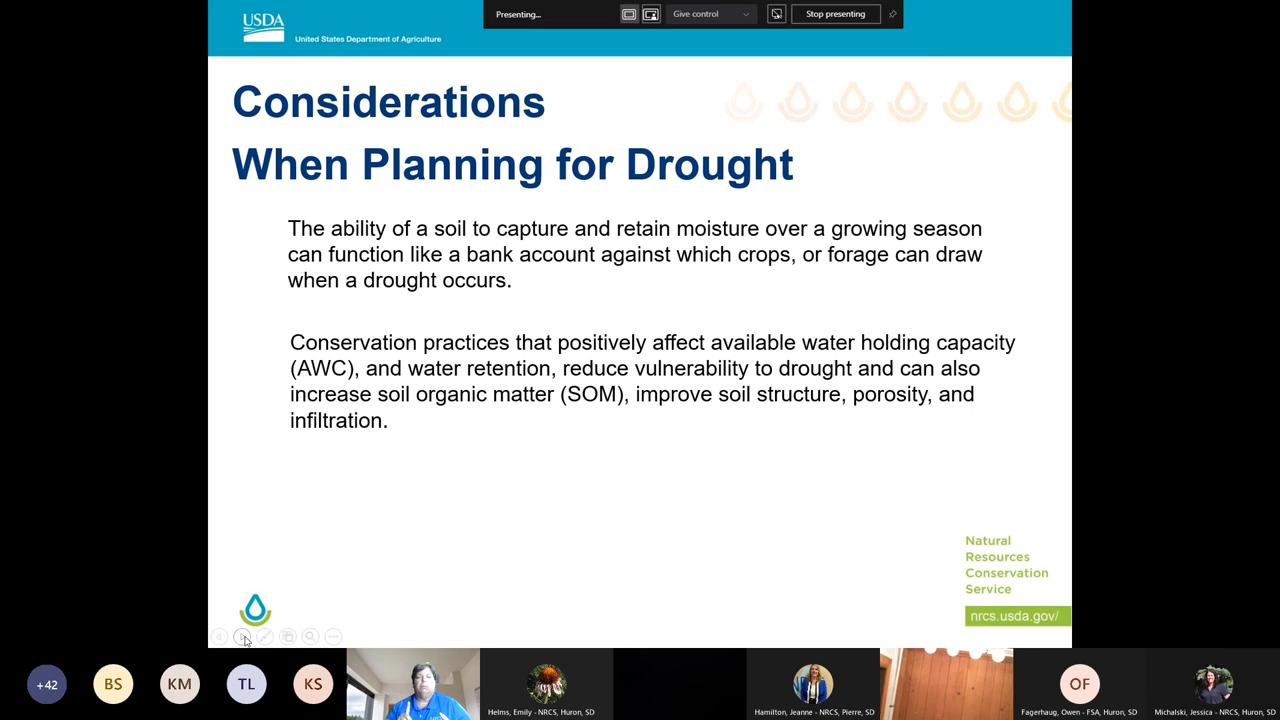 Presenting...
Give control
Stop presenting
USDA
United States Department of Agriculture
Considerations
When Planning for Drought
The ability of a soil to capture and retain moisture over a growing season
can function like a bank account against which crops, or forage can draw
when a drought occurs.
Conservation practices that positively affect available water holding capacity
(AWC), and water retention, reduce vulnerability to drought and can also
increase soil organic matter (SOM), improve soil structure, porosity, and
infiltration.
Natural
Resources
Conservation
Service
nrcs.usda.gov/
+42
BS
KM
TL
KS
OF
Helms, Emily - NRCS, Huron, SD
Hamilton, Jeanne - NRCS, Pierre, SD
Fagerhaug, Owen - FSA, Huron, SD
Michalski, Jessica - NRCS, Huron, SD